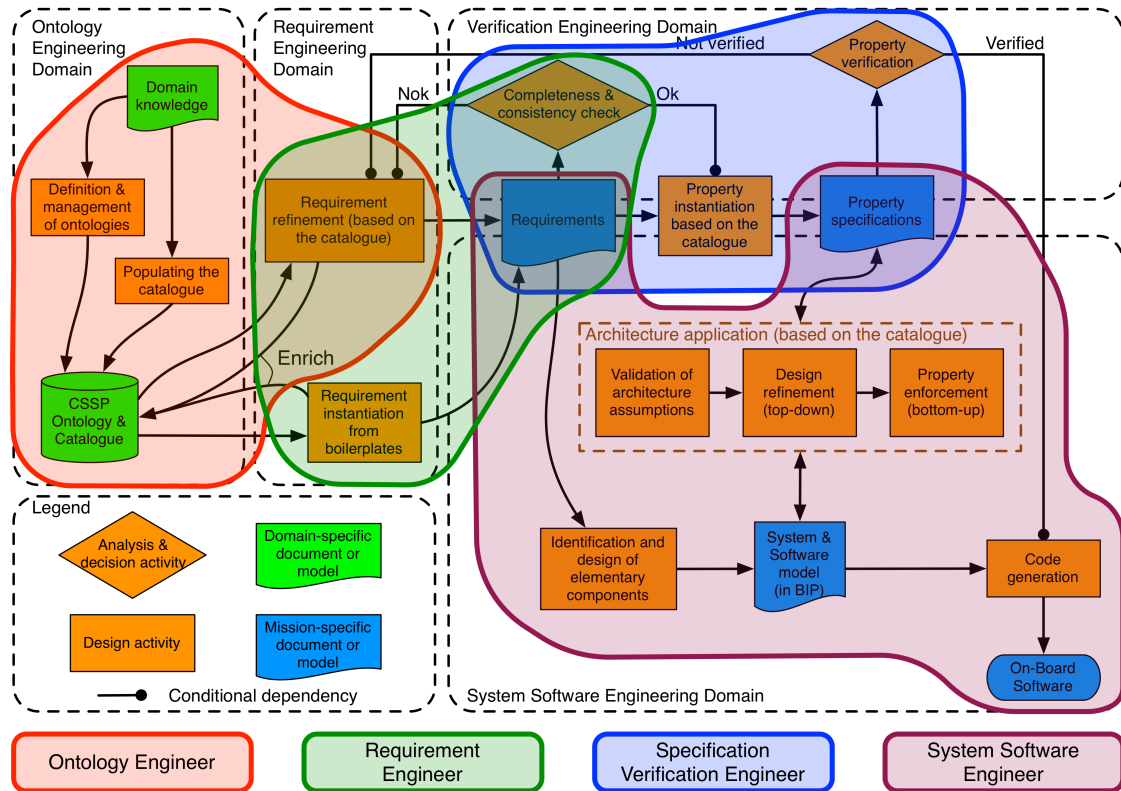 Ontology
Engineering
Domain
Requirement
Engineering
Domain
Verification Engineering Domain
Not verified
Verified
Property
verification
Domain
knowledge
Nok
Completeness &
consistency check
Ok
Definition &
management
of ontologies
Requirement
refinement (based on
the catalogue)
Requirements
Property
instantiation
based on the
catalogue
Property
specifications
Populating the
catalogue
Enrich
Architecture application (based on the catalogue)
Validation of
architecture
assumptions
Design
refinement
(top-down)
Property
enforcement
(bottom-up)
CSSP
Ontology &
Catalogue
Requirement
instantiation
from
boilerplates
Legend
Analysis &
decision activity
Domain-specific
document or
model
Design activity
Mission-specific
document or
model
Conditional dependency
Identification and
design of
elementary
components
System &
Software
model
(in BIP)
Code
generation
On-Board
Software
System Software Engineering Domain
Ontology Engineer
Requirement
Engineer
Specification
Verification Engineer
System Software
Engineer